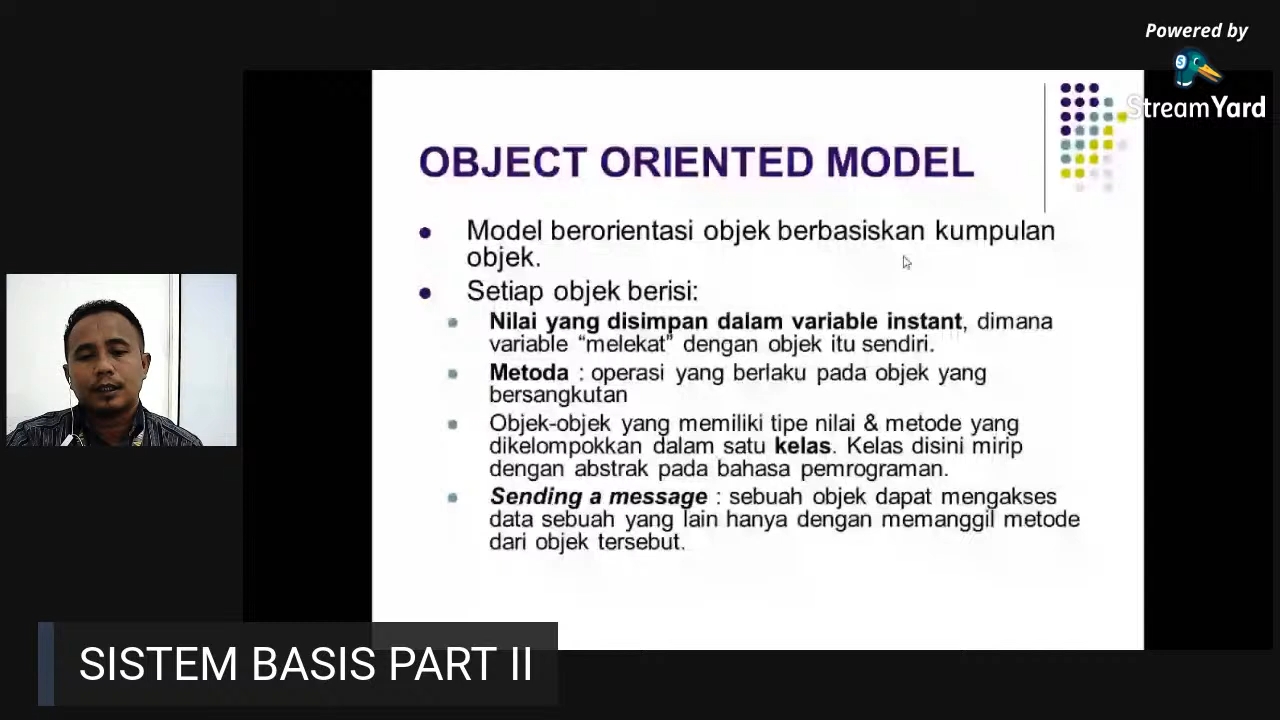 Powered by
StreamYard
OBJECT ORIENTED MODEL
Model berorientasi objek berbasiskan kumpulan
objek.
Setiap objek berisi:
Nilai yang disimpan dalam variable instant, dimana
variable “melekat” dengan objek itu sendiri.
Metoda : operasi yang berlaku pada objek yang
bersangkutan
Objek-objek yang memiliki tipe nilai & metode yang
dikelompokkan dalam satu kelas. Kelas disini mirip
dengan abstrak pada bahasa pemrograman.
Sending a message : sebuah objek dapat mengakses
data sebuah yang lain hanya dengan memanggil metode
dari objek tersebut.
SISTEM BASIS PART II